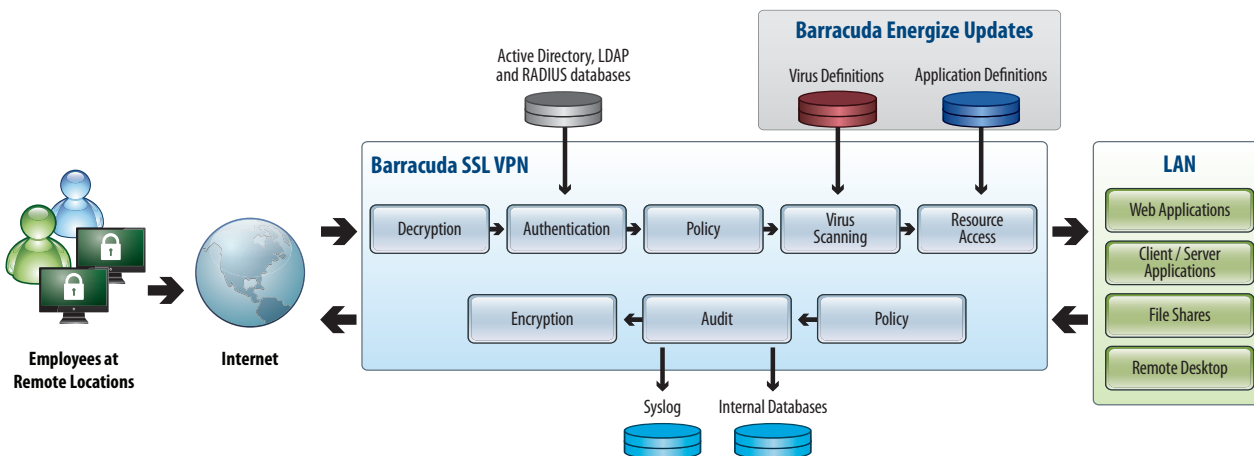 Barracuda Energize Updates
Active Directory, LDAP
and RADIUS databases
Virus Definitions
Application Definitions
Barracuda SSL VPN
LAN
Decryption
Authentication
Policy
Virus
Scanning
Resource
Access
Web Applications
Client / Server
Applications
File Shares
Remote Desktop
Encryption
Audit
Policy
Employees at
Remote Locations
Internet
Syslog
Internal Databases